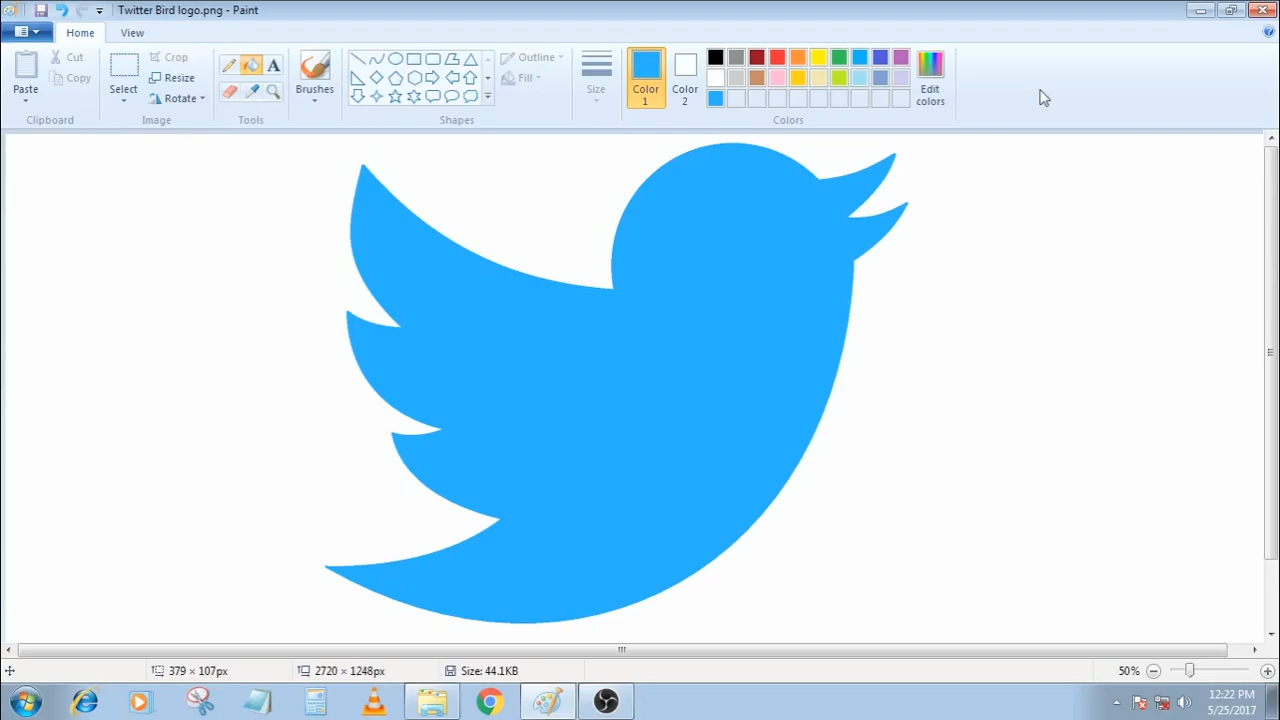 Twitter Bird logo.png - Paint
Home View
Paste
Cut
Copy
Clipboard
Select
Crop
Resize
Rotate
Image
A
Tools
Brushes
Outline
Fill
Shapes
Size
Color 1
Color 2
Edit colors
Colors
379 × 107px
2720 × 1248px
Size: 44.1KB
50%
12:22 PM
5/25/2017